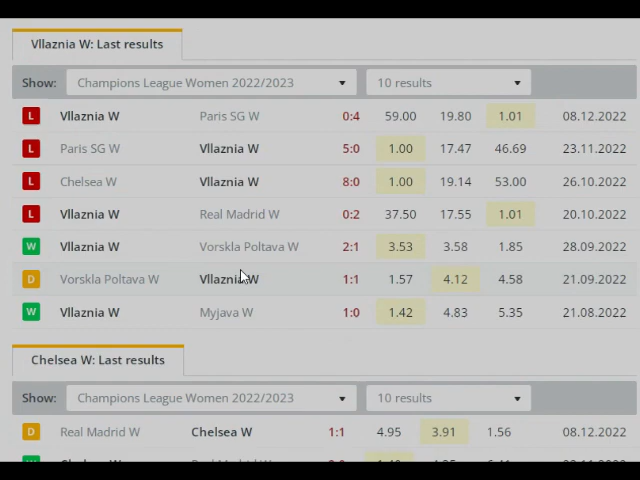 Vllaznia W: Last results
Show: Champions League Women 2022/2023 10 results
L Vllaznia W Paris SG W 0:4 59.00 19.80 1.01 08.12.2022
L Paris SG W Vllaznia W 5:0 1.00 17.47 46.69 23.11.2022
L Chelsea W Vllaznia W 8:0 1.00 19.14 53.00 26.10.2022
L Vllaznia W Real Madrid W 0:2 37.50 17.55 1.01 20.10.2022
W Vllaznia W Vorskla Poltava W 2:1 3.53 3.58 1.85 28.09.2022
D Vorskla Poltava W Vllaznia W 1:1 1.57 4.12 4.58 21.09.2022
W Vllaznia W Myjava W 1:0 1.42 4.83 5.35 21.08.2022
Chelsea W: Last results
Show: Champions League Women 2022/2023 10 results
D Real Madrid W Chelsea W 1:1 4.95 3.91 1.56 08.12.2022